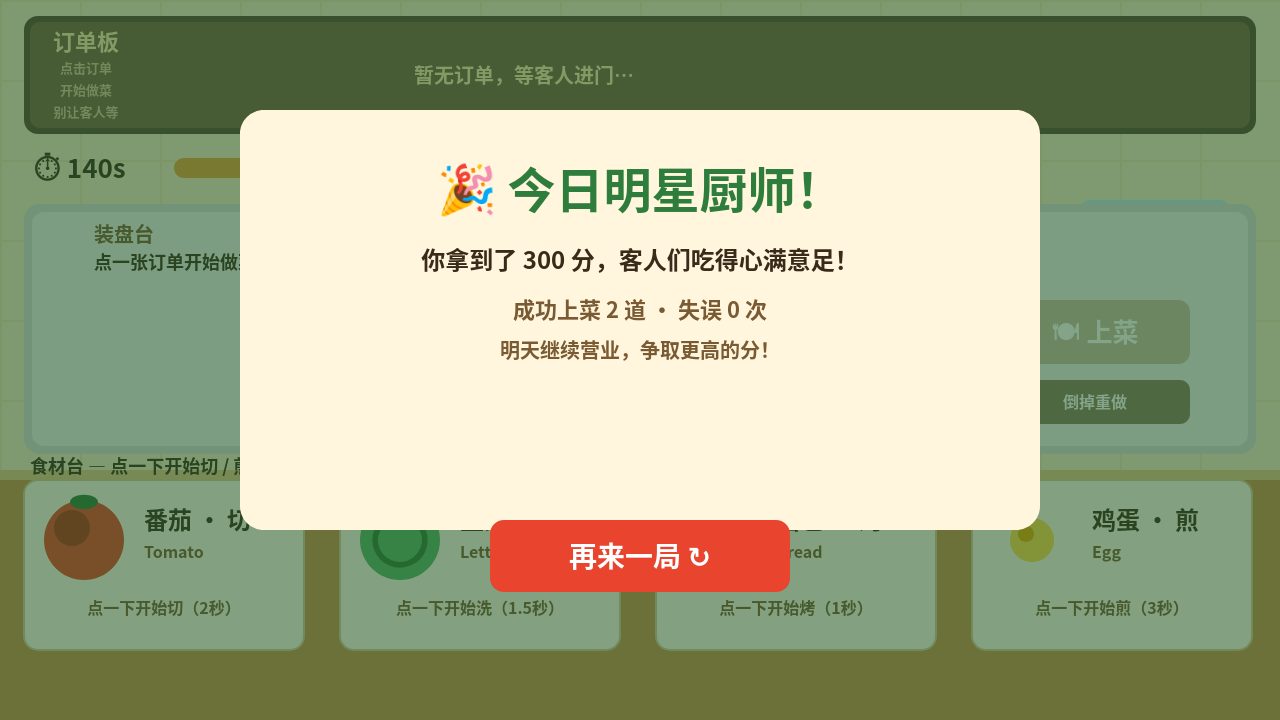 订单板
点击订单
开始做菜
别让客人等
暂无订单，等客人进门…
⏱ 140s
🎉 今日明星厨师！
你拿到了 300 分，客人们吃得心满意足！
成功上菜 2 道 · 失误 0 次
明天继续营业，争取更高的分！
装盘台
点一张订单开始做
🍽 上菜
倒掉重做
食材台 — 点一下开始切 /
番茄 · 切
Tomato
点一下开始切（2秒）
Lett
点一下开始洗（1.5秒）
再来一局 ↻
read
点一下开始烤（1秒）
鸡蛋 · 煎
Egg
点一下开始煎（3秒）